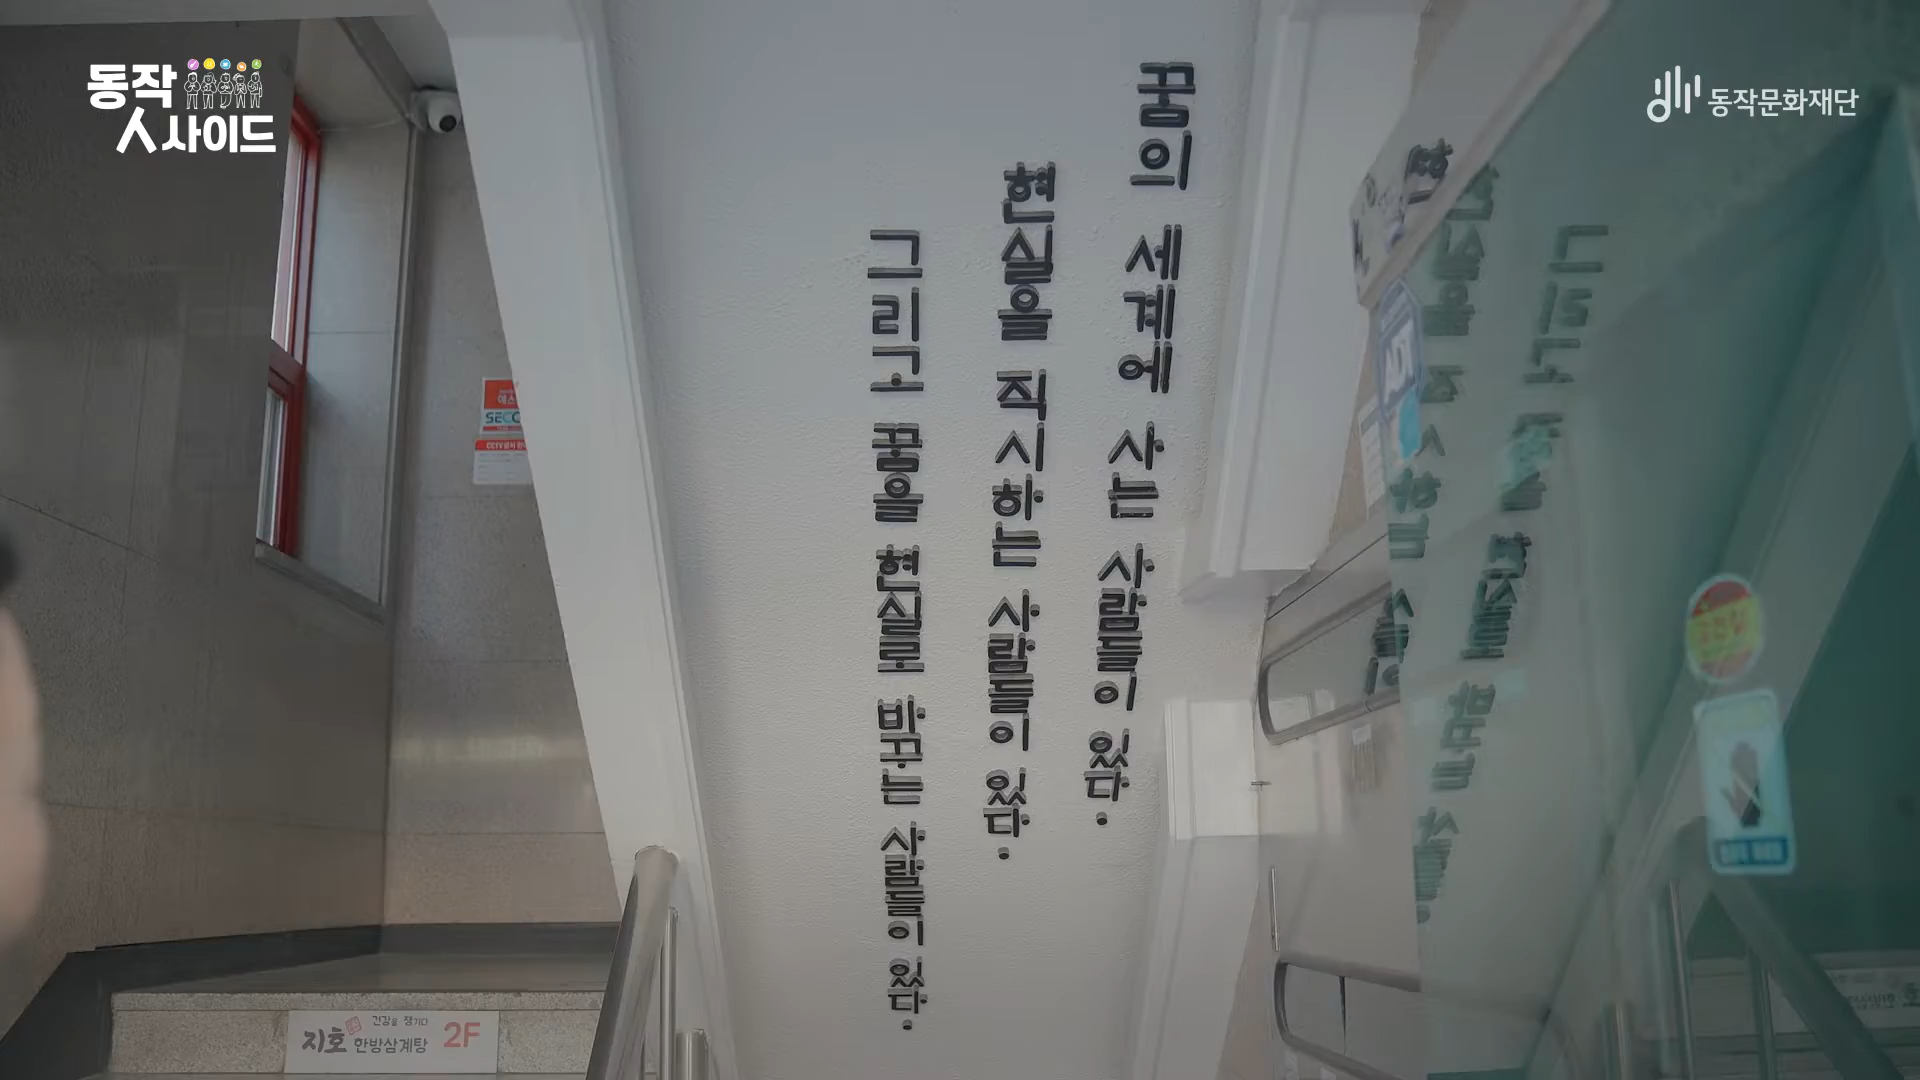 동작
人사이드
동작문화재단
꿈의 세계에 사는 사람들이 있다.
현실을 직시하는 사람들이 있다.
그리고 꿈을 현실로 바꾸는 사람들이 있다.
CCTV
ADT
건강을 챙기다
지호 한방삼계탕 2F